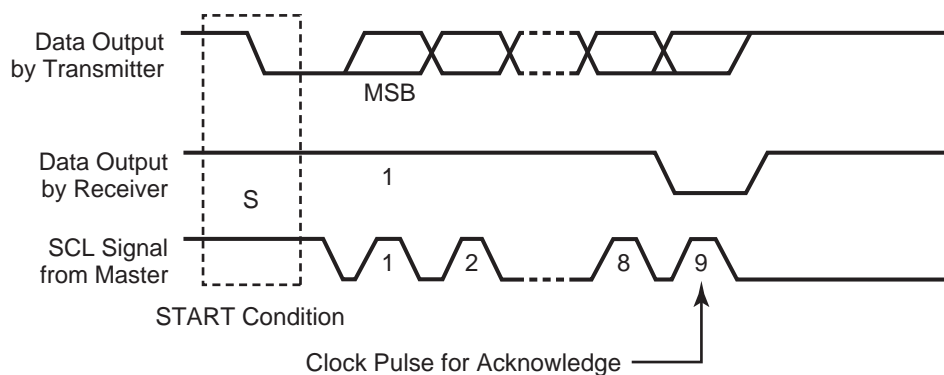 Data Output
by Transmitter
MSB
Data Output
by Receiver
1
S
SCL Signal
from Master
1
2
8
9
START Condition
Clock Pulse for Acknowledge